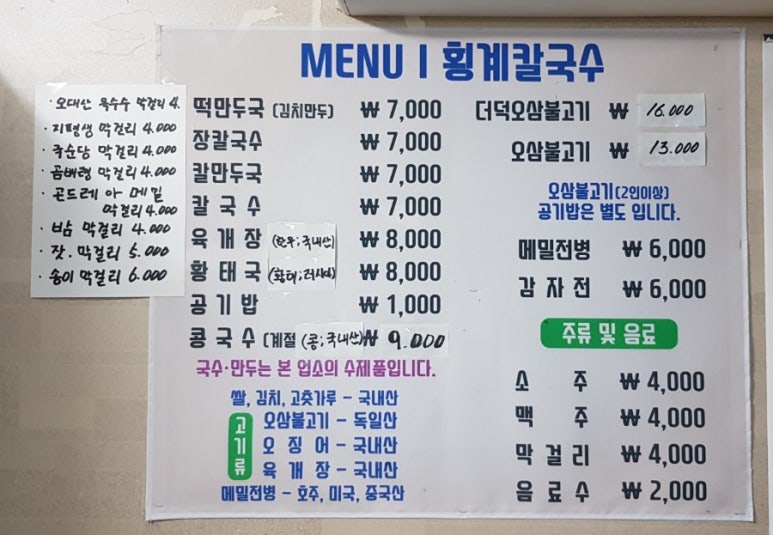 MENU I 횡계칼국수
· 오대산 옥수수 막걸리 4.
· 지평생 막걸리 4.000
· 국순당 막걸리 4.000
· 곰배령 막걸리 4.000
· 곤드레 아 메밀
막걸리 4.000
· 밤 막걸리 4.000
· 잣. 막걸리 5.000
· 송이 막걸리 6.000
떡만두국 (김치만두) ₩ 7,000
장칼국수 ₩ 7,000
칼만두국 ₩ 7,000
칼국수 ₩ 7,000
육개장 (한우;국내산) ₩ 8,000
황태국 (황태;러시아) ₩ 8,000
공기밥 ₩ 1,000
콩국수 (계절 (콩;국내산) ₩ 9.000
국수·만두는 본 업소의 수제품입니다.
쌀, 김치, 고춧가루 – 국내산
고기류
오삼불고기 – 독일산
오징어 – 국내산
육개장 – 국내산
메밀전병 – 호주, 미국, 중국산
더덕오삼불고기 ₩ 16.000
오삼불고기 ₩ 13.000
오삼불고기(2인이상)
공기밥은 별도 입니다.
메밀전병 ₩ 6,000
감자전 ₩ 6,000
주류 및 음료
소주 ₩ 4,000
맥주 ₩ 4,000
막걸리 ₩ 4,000
음료수 ₩ 2,000